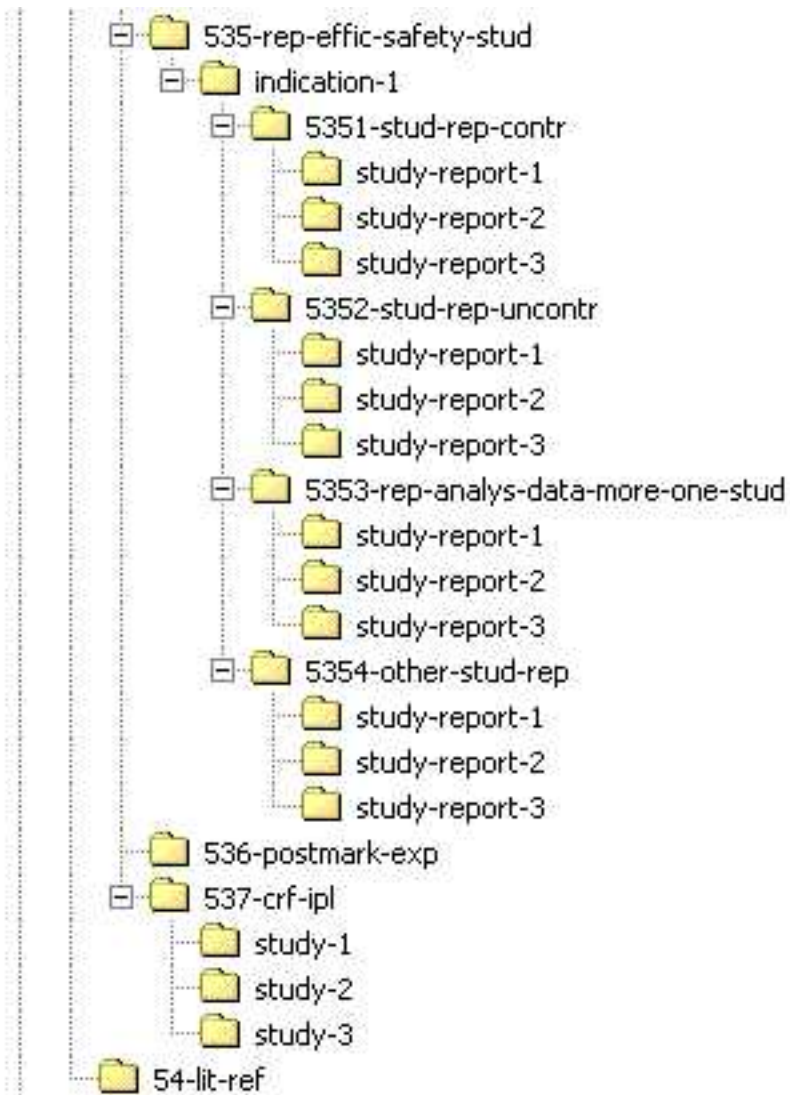 535-rep-effic-safety-stud
indication-1
5351-stud-rep-contr
study-report-1
study-report-2
study-report-3
5352-stud-rep-uncontr
study-report-1
study-report-2
study-report-3
5353-rep-analys-data-more-one-stud
study-report-1
study-report-2
study-report-3
5354-other-stud-rep
study-report-1
study-report-2
study-report-3
536-postmark-exp
537-crf-ipl
study-1
study-2
study-3
54-lit-ref